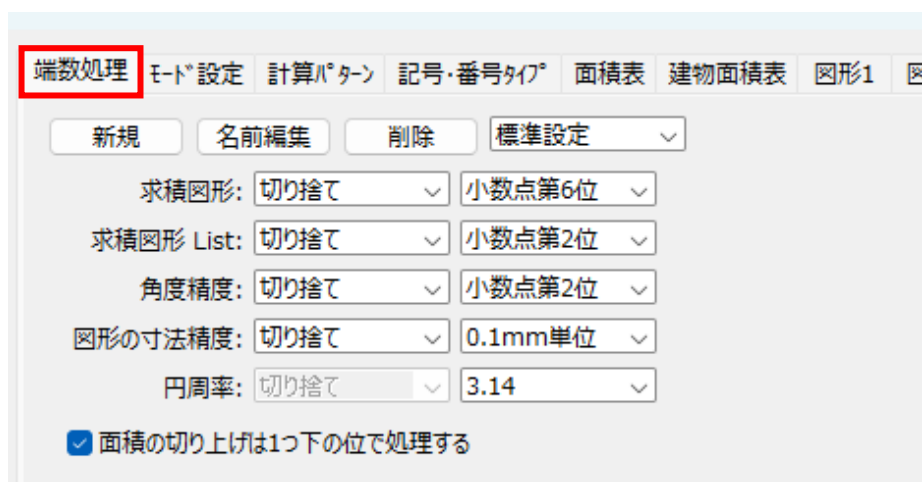 端数処理 ﾓｰﾄﾞ設定 計算ﾊﾟﾀｰﾝ 記号・番号ﾀｲﾌﾟ 面積表 建物面積表 図形1
新規 名前編集 削除 標準設定
求積図形: 切り捨て 小数点第6位
求積図形 List: 切り捨て 小数点第2位
角度精度: 切り捨て 小数点第2位
図形の寸法精度: 切り捨て 0.1mm単位
円周率: 切り捨て 3.14
面積の切り上げは1つ下の位で処理する